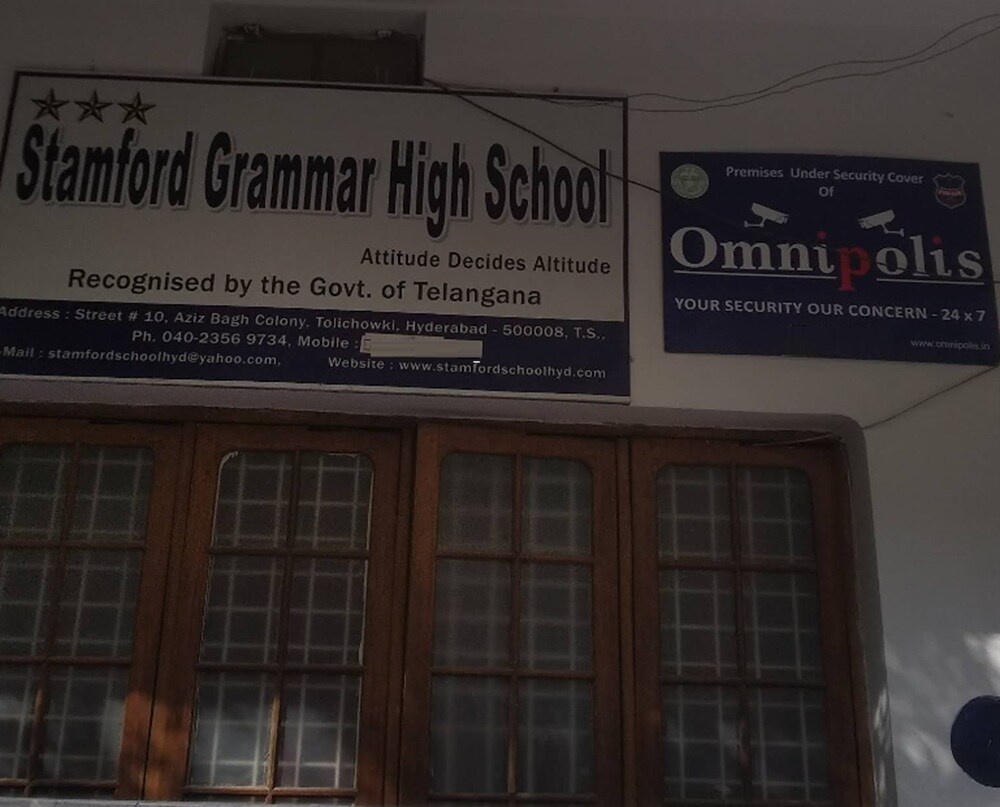 Stamford Grammar High School
Attitude Decides Altitude
Recognised by the Govt. of Telangana
Address : Street # 10, Aziz Bagh Colony, Tolichowki, Hyderabad - 500008, T.S.,
Ph. 040-2356 9734, Mobile :
-Mail : stamfordschoolhyd@yahoo.com, Website : www.stamfordschoolhyd.com
Premises Under Security Cover
Of
Omnipolis
YOUR SECURITY OUR CONCERN - 24 x 7
www.omnipolis.in